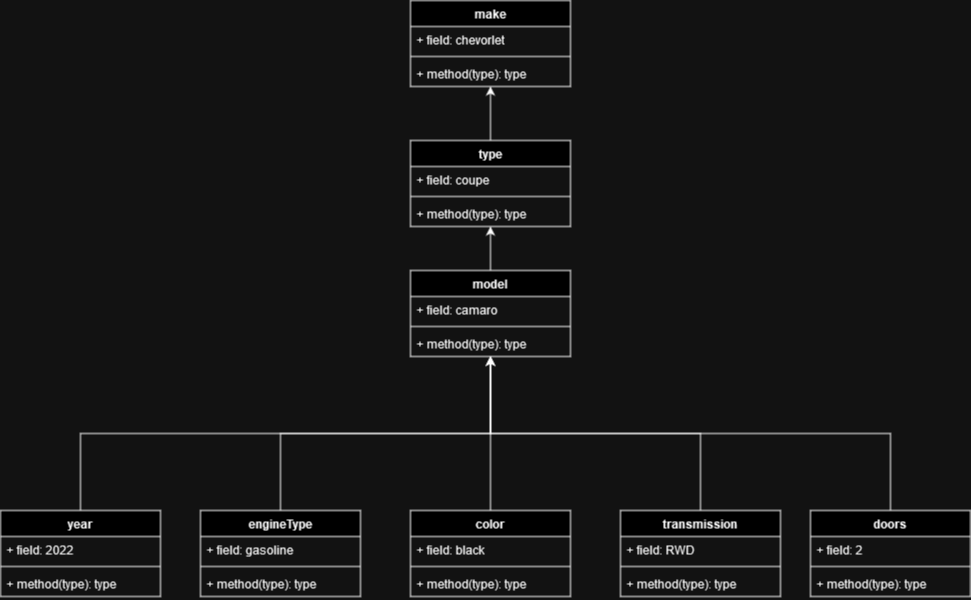 make
+ field: chevorlet
+ method(type): type
type
+ field: coupe
+ method(type): type
model
+ field: camaro
+ method(type): type
year
+ field: 2022
+ method(type): type
engineType
+ field: gasoline
+ method(type): type
color
+ field: black
+ method(type): type
transmission
+ field: RWD
+ method(type): type
doors
+ field: 2
+ method(type): type